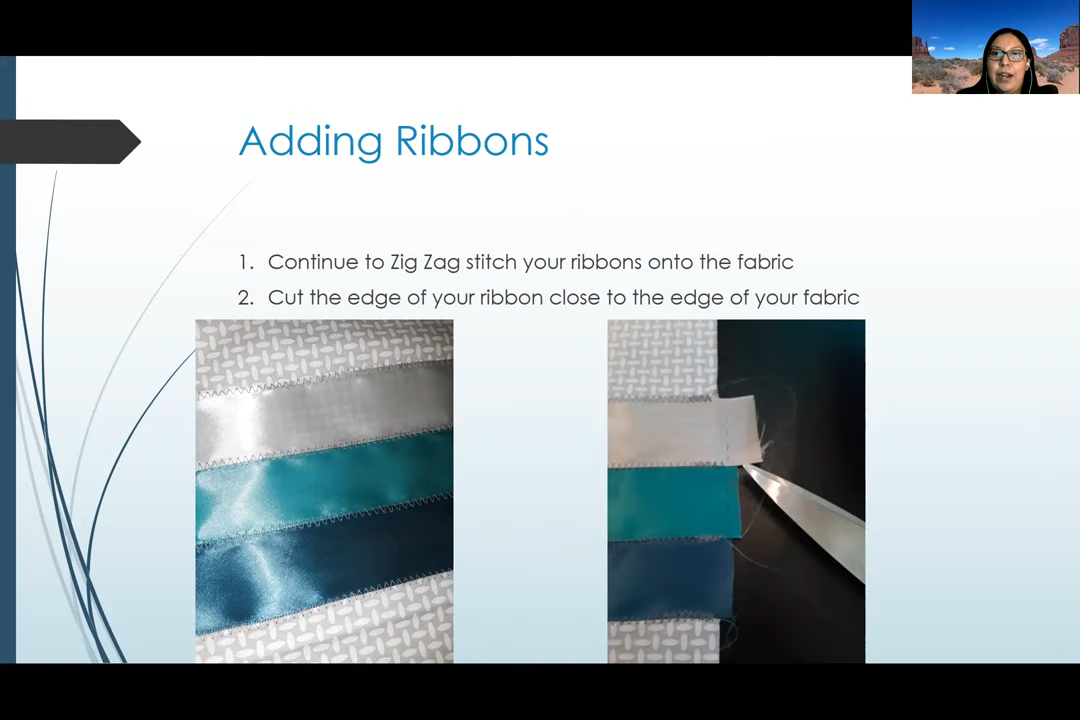 Adding Ribbons
1. Continue to Zig Zag stitch your ribbons onto the fabric
2. Cut the edge of your ribbon close to the edge of your fabric